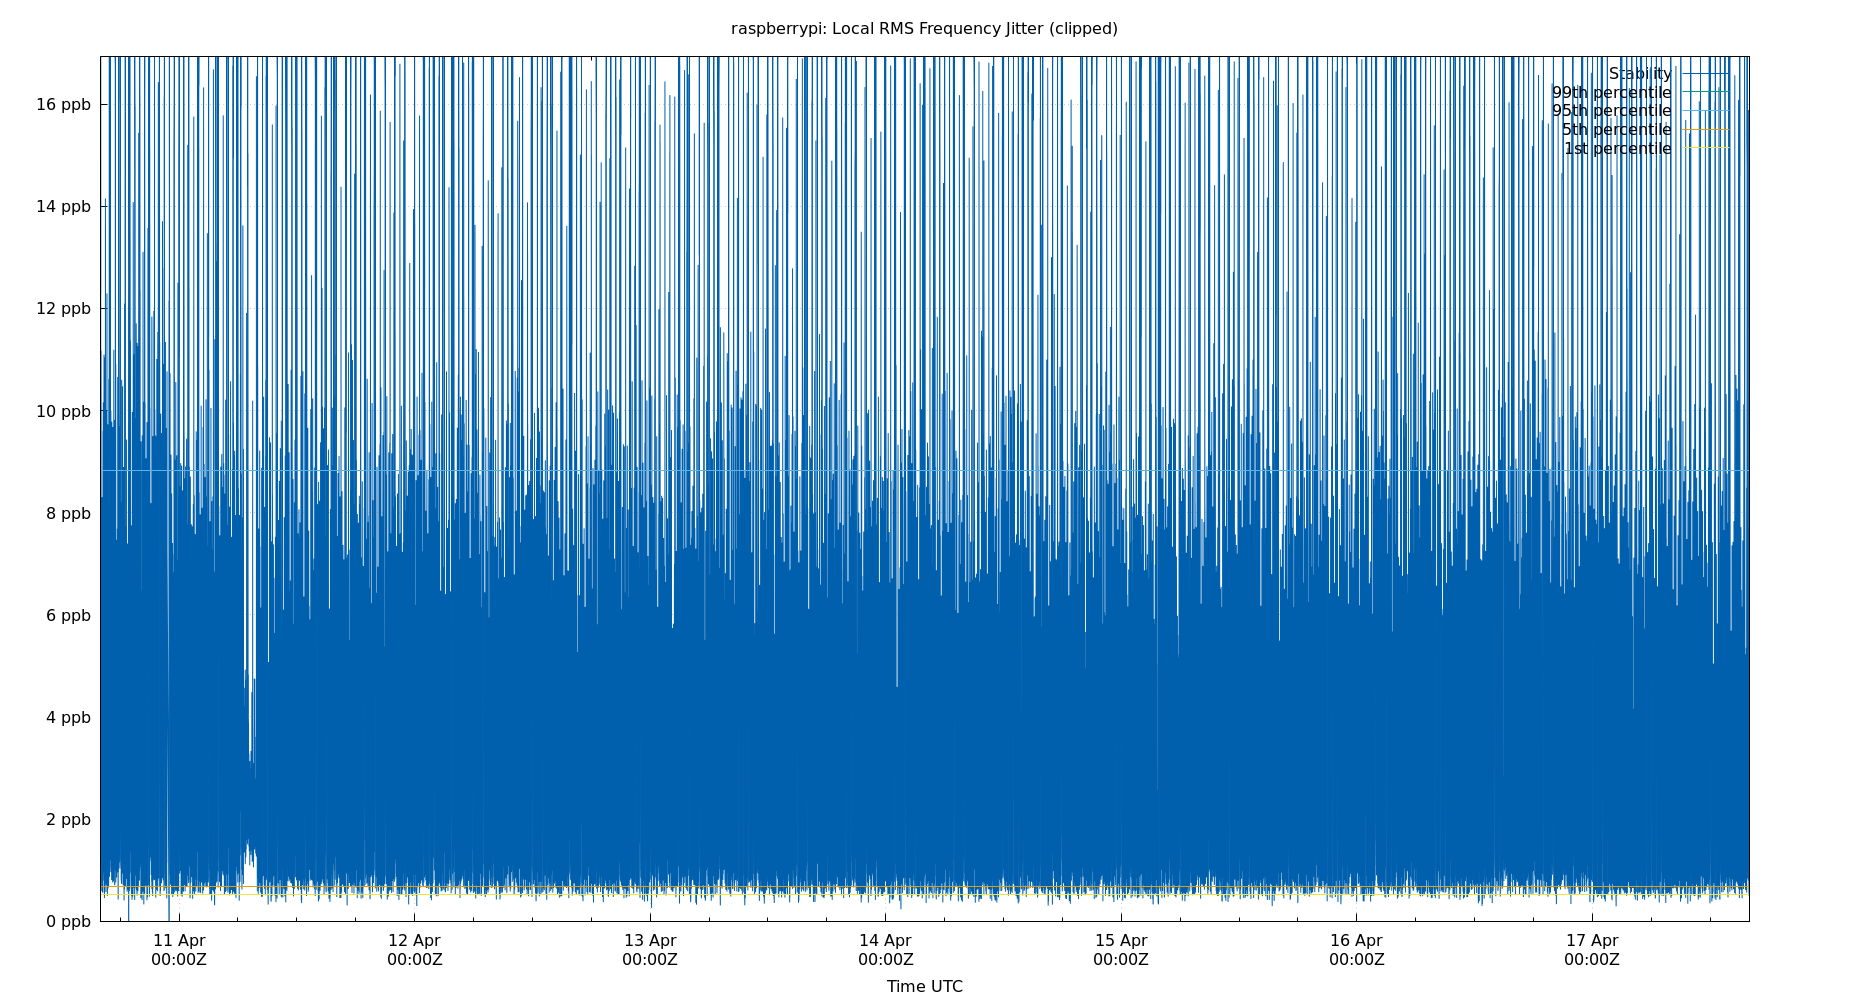 raspberrypi: Local RMS Frequency Jitter (clipped)
Stability
99th percentile
95th percentile
5th percentile
1st percentile
16 ppb
14 ppb
12 ppb
10 ppb
8 ppb
6 ppb
4 ppb
2 ppb
0 ppb
11 Apr 12 Apr 13 Apr 14 Apr 15 Apr 16 Apr 17 Apr
00:00Z 00:00Z 00:00Z 00:00Z 00:00Z 00:00Z 00:00Z
Time UTC